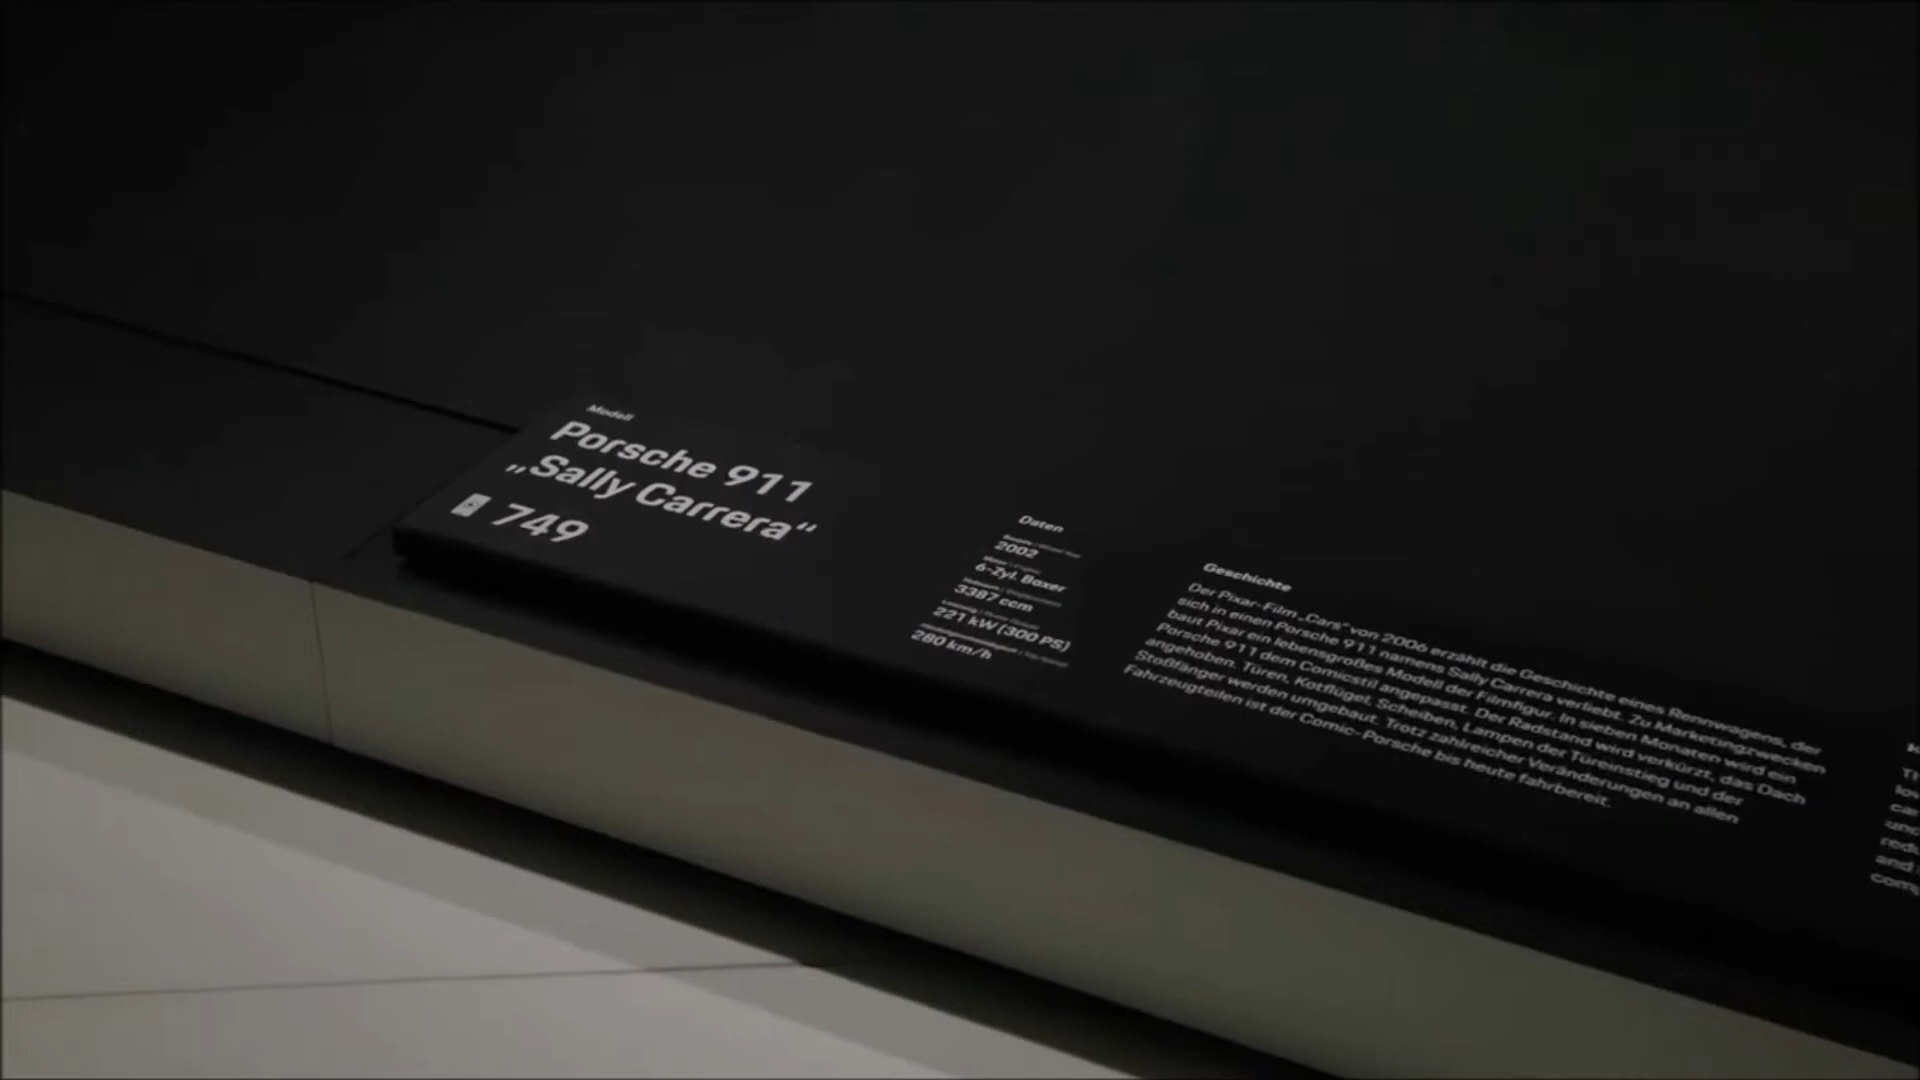 Modell
Porsche 911
„Sally Carrera“
749
Daten
2002
6-Zyl. Boxer
3387 ccm
221 kW (300 PS)
280 km/h
Geschichte
Der Pixar-Film „Cars“ von 2006 erzählt die Geschichte eines Rennwagens, der
sich in einen Porsche 911 namens Sally Carrera verliebt. Zu Marketingzwecken
baut Pixar ein lebensgroßes Modell der Filmfigur. In sieben Monaten wird ein
Porsche 911 dem Comicstil angepasst. Der Radstand wird verkürzt, das Dach
angehoben. Türen, Kotflügel, Scheiben, Lampen der Türeinstieg und der
Stoßfänger werden umgebaut. Trotz zahlreicher Veränderungen an allen
Fahrzeugteilen ist der Comic-Porsche bis heute fahrbereit.
and